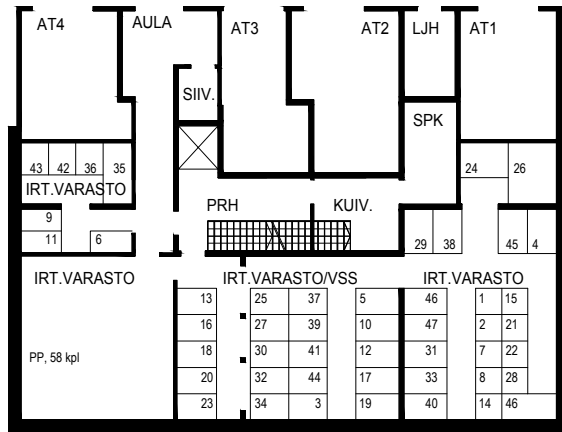 AT4
AULA
AT3
AT2
LJH
AT1
SIIV.
SPK
43 42 36 35
24 26
IRT.VARASTO
9
11 6
PRH
KUIV.
29 38
45 4
IRT.VARASTO
IRT.VARASTO/VSS
IRT.VARASTO
13 25 37 5 46 1 15
16 27 39 10 47 2 21
18 30 41 12 31 7 22
PP, 58 kpl
20 32 44 17 33 8 28
23 34 3 19 40 14 46